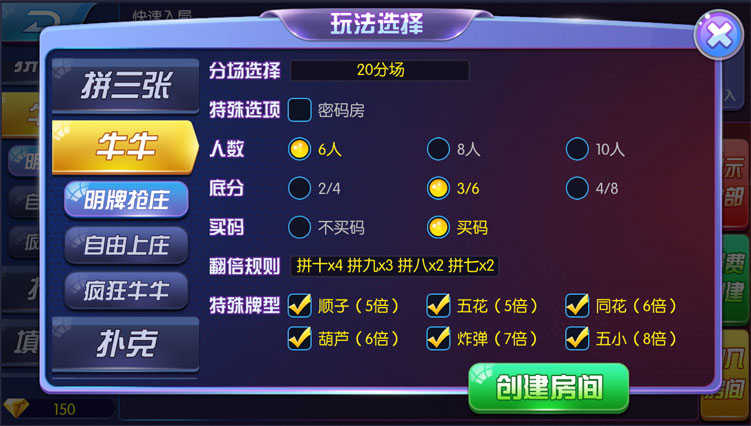 快速入局
玩法选择
拼三张
牛牛
明牌抢庄
自由上庄
疯狂牛牛
扑克
分场选择 20分场
特殊选项 密码房
人数 6人 8人 10人
底分 2/4 3/6 4/8
买码 不买码 买码
翻倍规则 拼十x4 拼九x3 拼八x2 拼七x2
特殊牌型 顺子（5倍） 五花（5倍） 同花（6倍）
葫芦（6倍） 炸弹（7倍） 五小（8倍）
创建房间
150